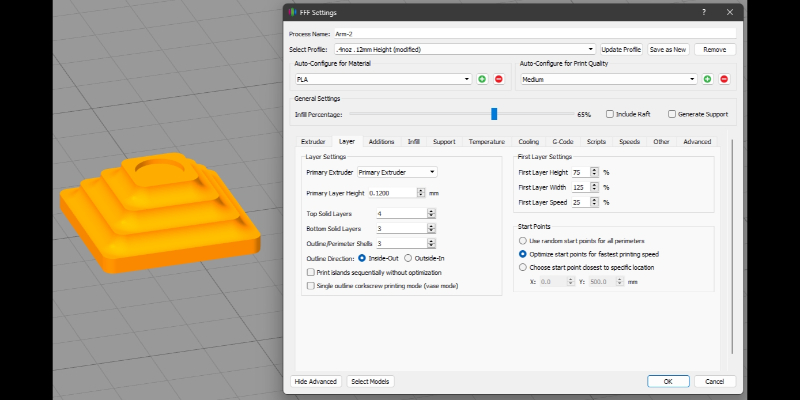 FFF Settings
?
Process Name: Arm-2
Select Profile: .4noz .12mm Height (modified) Update Profile Save as New Remove
Auto-Configure for Material Auto-Configure for Print Quality
PLA Medium
General Settings
Infill Percentage: 65% Include Raft Generate Support
Extruder Layer Additions Infill Support Temperature Cooling G-Code Scripts Speeds Other Advanced
Layer Settings
Primary Extruder Primary Extruder
Primary Layer Height 0.1200 mm
Top Solid Layers 4
Bottom Solid Layers 3
Outline/Perimeter Shells 3
Outline Direction: Inside-Out Outside-In
Print islands sequentially without optimization
Single outline corkscrew printing mode (vase mode)
First Layer Settings
First Layer Height 75 %
First Layer Width 125 %
First Layer Speed 25 %
Start Points
Use random start points for all perimeters
Optimize start points for fastest printing speed
Choose start point closest to specific location
X: 0.0 Y: 500.0 mm
Hide Advanced Select Models OK Cancel